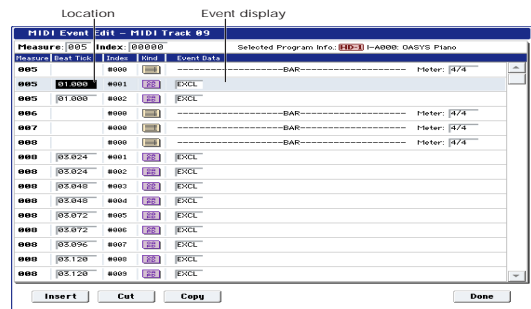 Location Event display
MIDI Event Edit – MIDI Track 09
Measure: 005 Index: 00000 Selected Program Info.: HD-1 I-A000: OASYS Piano
Measure Beat Tick Index Kind Event Data
005 #000 BAR Meter: 4/4
005 01.000 #001 EXCL
005 01.000 #002 EXCL
006 #000 BAR Meter: 4/4
007 #000 BAR Meter: 4/4
008 #000 BAR Meter: 4/4
008 03.024 #001 EXCL
008 03.024 #002 EXCL
008 03.048 #003 EXCL
008 03.048 #004 EXCL
008 03.072 #005 EXCL
008 03.072 #006 EXCL
008 03.096 #007 EXCL
008 03.120 #008 EXCL
008 03.120 #009 EXCL
Insert Cut Copy Done